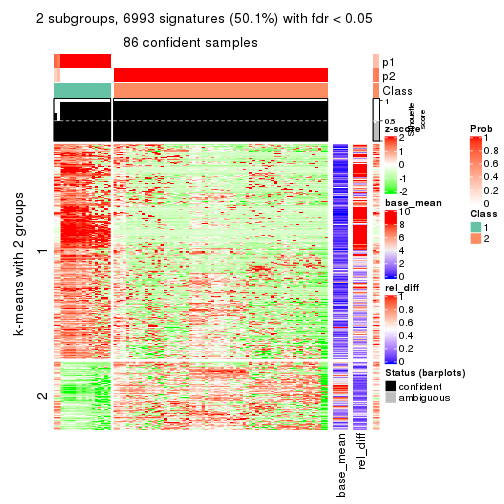 2 subgroups, 6993 signatures (50.1%) with fdr < 0.05
86 confident samples
p1
p2
Class
1
0.5
Silhouette
score
k-means with 2 groups
1
2
base_mean
rel_diff
z-score
2
1
0
-1
-2
base_mean
10
8
6
4
2
0
rel_diff
1
0.8
0.6
0.4
0.2
0
Status (barplots)
confident
ambiguous
Prob
1
0.8
0.6
0.4
0.2
0
Class
1
2